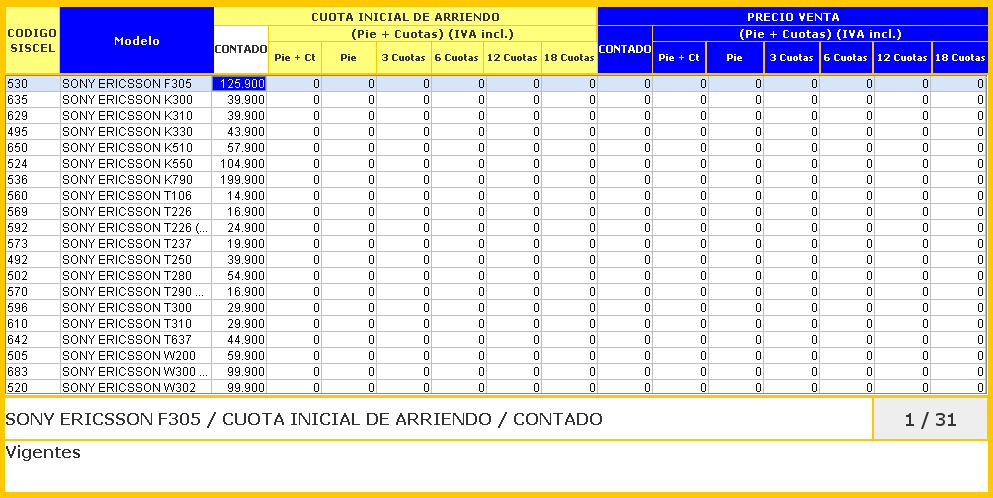 CUOTA INICIAL DE ARRIENDO PRECIO VENTA
CODIGO SISCEL Modelo CONTADO (Pie + Cuotas) (IVA incl.) CONTADO (Pie + Cuotas) (IVA incl.)
Pie + Ct Pie 3 Cuotas 6 Cuotas 12 Cuotas 18 Cuotas Pie + Ct Pie 3 Cuotas 6 Cuotas 12 Cuotas 18 Cuotas
530 SONY ERICSSON F305 125.900 0 0 0 0 0 0 0 0 0 0 0 0 0
635 SONY ERICSSON K300 39.900 0 0 0 0 0 0 0 0 0 0 0 0 0
629 SONY ERICSSON K310 39.900 0 0 0 0 0 0 0 0 0 0 0 0 0
495 SONY ERICSSON K330 43.900 0 0 0 0 0 0 0 0 0 0 0 0 0
650 SONY ERICSSON K510 57.900 0 0 0 0 0 0 0 0 0 0 0 0 0
524 SONY ERICSSON K550 104.900 0 0 0 0 0 0 0 0 0 0 0 0 0
536 SONY ERICSSON K790 199.900 0 0 0 0 0 0 0 0 0 0 0 0 0
560 SONY ERICSSON T106 14.900 0 0 0 0 0 0 0 0 0 0 0 0 0
569 SONY ERICSSON T226 16.900 0 0 0 0 0 0 0 0 0 0 0 0 0
592 SONY ERICSSON T226 (... 24.900 0 0 0 0 0 0 0 0 0 0 0 0 0
573 SONY ERICSSON T237 19.900 0 0 0 0 0 0 0 0 0 0 0 0 0
492 SONY ERICSSON T250 39.900 0 0 0 0 0 0 0 0 0 0 0 0 0
502 SONY ERICSSON T280 54.900 0 0 0 0 0 0 0 0 0 0 0 0 0
570 SONY ERICSSON T290 ... 16.900 0 0 0 0 0 0 0 0 0 0 0 0 0
596 SONY ERICSSON T300 29.900 0 0 0 0 0 0 0 0 0 0 0 0 0
610 SONY ERICSSON T310 29.900 0 0 0 0 0 0 0 0 0 0 0 0 0
642 SONY ERICSSON T637 44.900 0 0 0 0 0 0 0 0 0 0 0 0 0
505 SONY ERICSSON W200 59.900 0 0 0 0 0 0 0 0 0 0 0 0 0
683 SONY ERICSSON W300 ... 99.900 0 0 0 0 0 0 0 0 0 0 0 0 0
520 SONY ERICSSON W302 99.900 0 0 0 0 0 0 0 0 0 0 0 0 0
SONY ERICSSON F305 / CUOTA INICIAL DE ARRIENDO / CONTADO 1 / 31
Vigentes